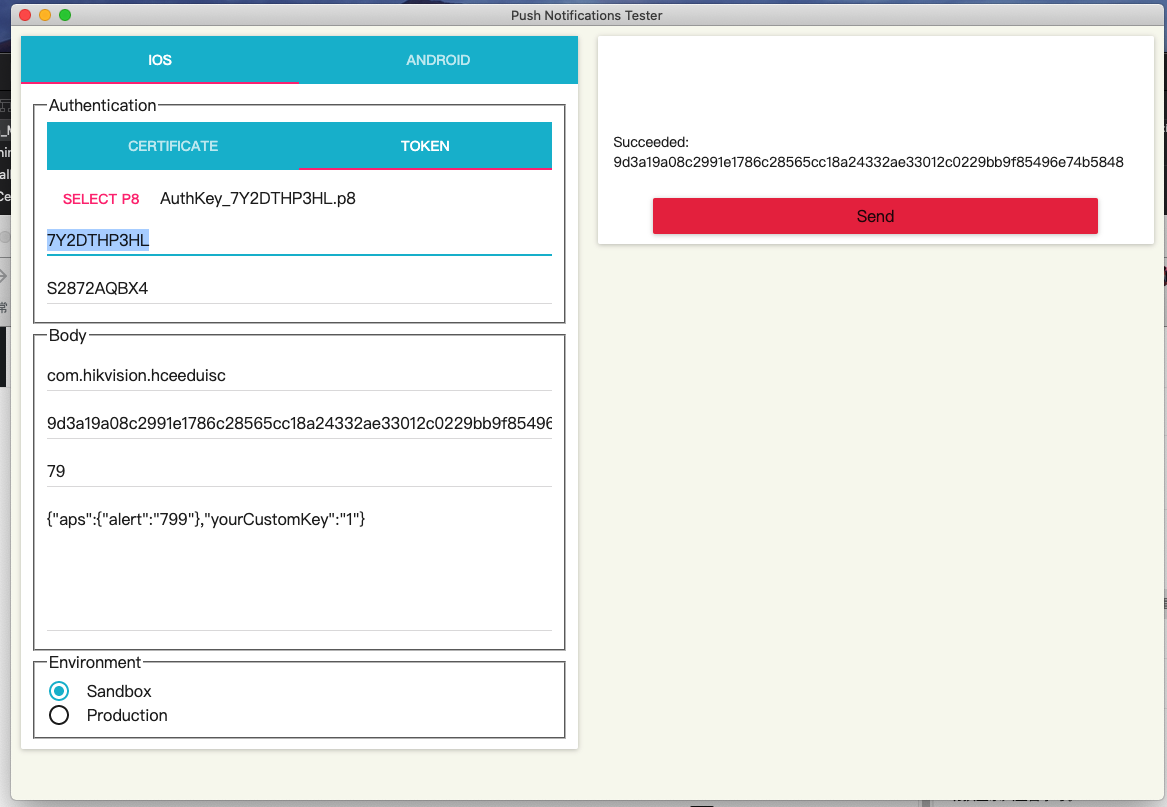 Push Notifications Tester
IOS
ANDROID
Authentication
CERTIFICATE
TOKEN
SELECT P8
AuthKey_7Y2DTHP3HL.p8
7Y2DTHP3HL
S2872AQBX4
Body
com.hikvision.hceeduisc
9d3a19a08c2991e1786c28565cc18a24332ae33012c0229bb9f85496
79
{"aps":{"alert":"799"},"yourCustomKey":"1"}
Environment
Sandbox
Production
Succeeded:
9d3a19a08c2991e1786c28565cc18a24332ae33012c0229bb9f85496e74b5848
Send